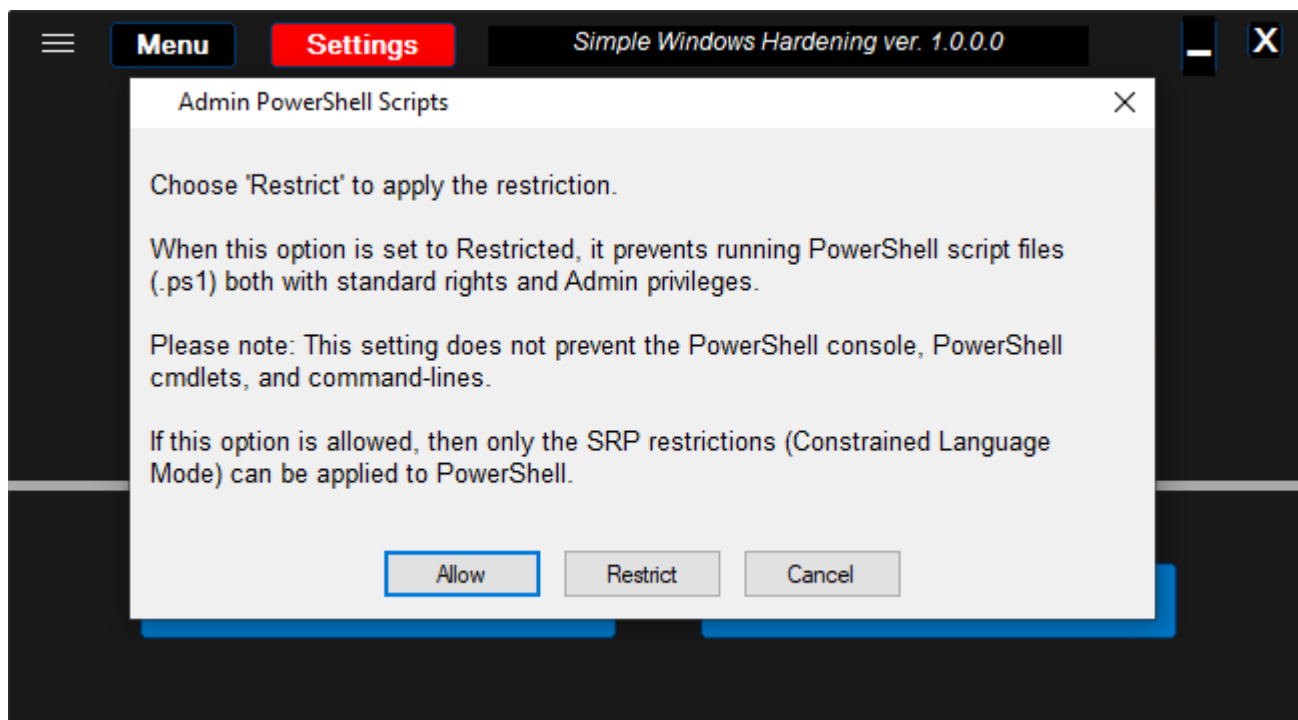 Menu
Settings
Simple Windows Hardening ver. 1.0.0.0
_
X
Admin PowerShell Scripts
Choose 'Restrict' to apply the restriction.
When this option is set to Restricted, it prevents running PowerShell script files
(.ps1) both with standard rights and Admin privileges.
Please note: This setting does not prevent the PowerShell console, PowerShell
cmdlets, and command-lines.
If this option is allowed, then only the SRP restrictions (Constrained Language
Mode) can be applied to PowerShell.
Allow
Restrict
Cancel